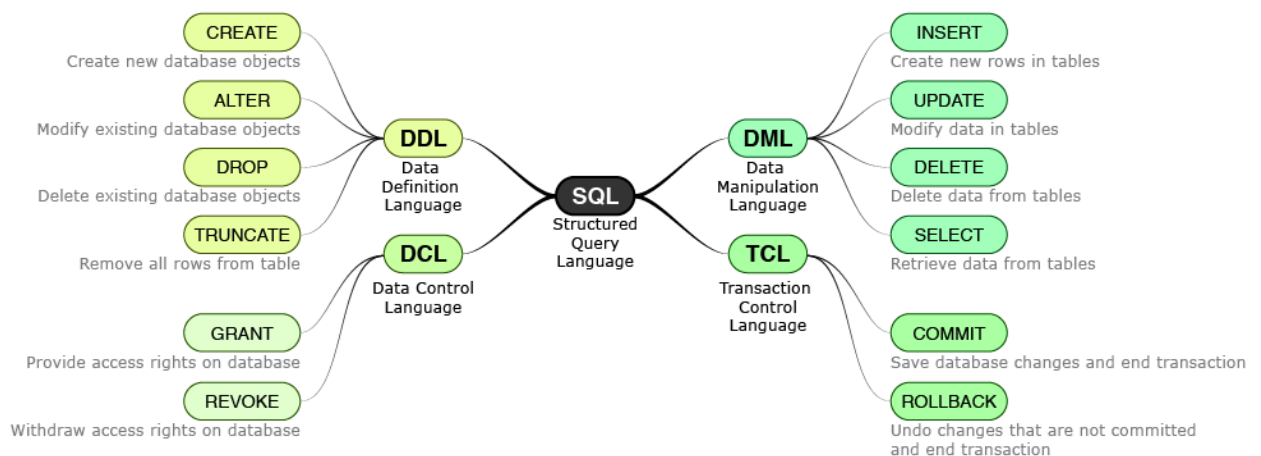 SQL
Structured
Query
Language
DDL
Data
Definition
Language
CREATE
Create new database objects
ALTER
Modify existing database objects
DROP
Delete existing database objects
TRUNCATE
Remove all rows from table
DCL
Data Control
Language
GRANT
Provide access rights on database
REVOKE
Withdraw access rights on database
DML
Data
Manipulation
Language
INSERT
Create new rows in tables
UPDATE
Modify data in tables
DELETE
Delete data from tables
SELECT
Retrieve data from tables
TCL
Transaction
Control
Language
COMMIT
Save database changes and end transaction
ROLLBACK
Undo changes that are not committed
and end transaction